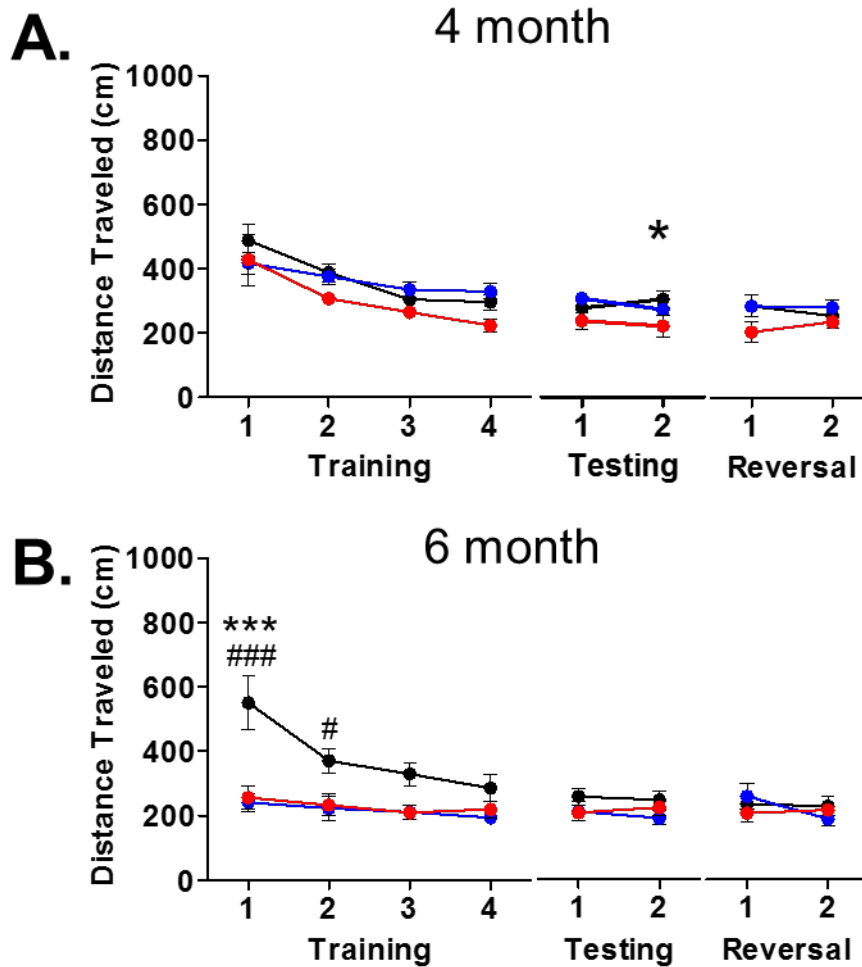 A.
4 month
Distance Traveled (cm)
1000
800
600
400
200
0
*
1 2 3 4 1 2 1 2
Training Testing Reversal
B.
6 month
Distance Traveled (cm)
1000
800
600
400
200
0
***
###
#
1 2 3 4 1 2 1 2
Training Testing Reversal